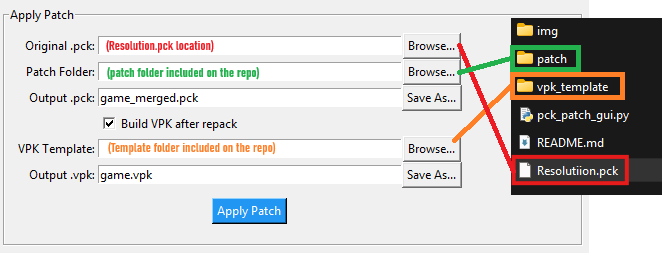 Apply Patch
Original .pck: (Resolution.pck location) Browse...
Patch Folder: (patch folder included on the repo) Browse...
Output .pck: game_merged.pck Save As...
Build VPK after repack
VPK Template: (Template folder included on the repo) Browse...
Output .vpk: game.vpk Save As...
Apply Patch
img
patch
vpk_template
pck_patch_gui.py
README.md
Resolutiion.pck